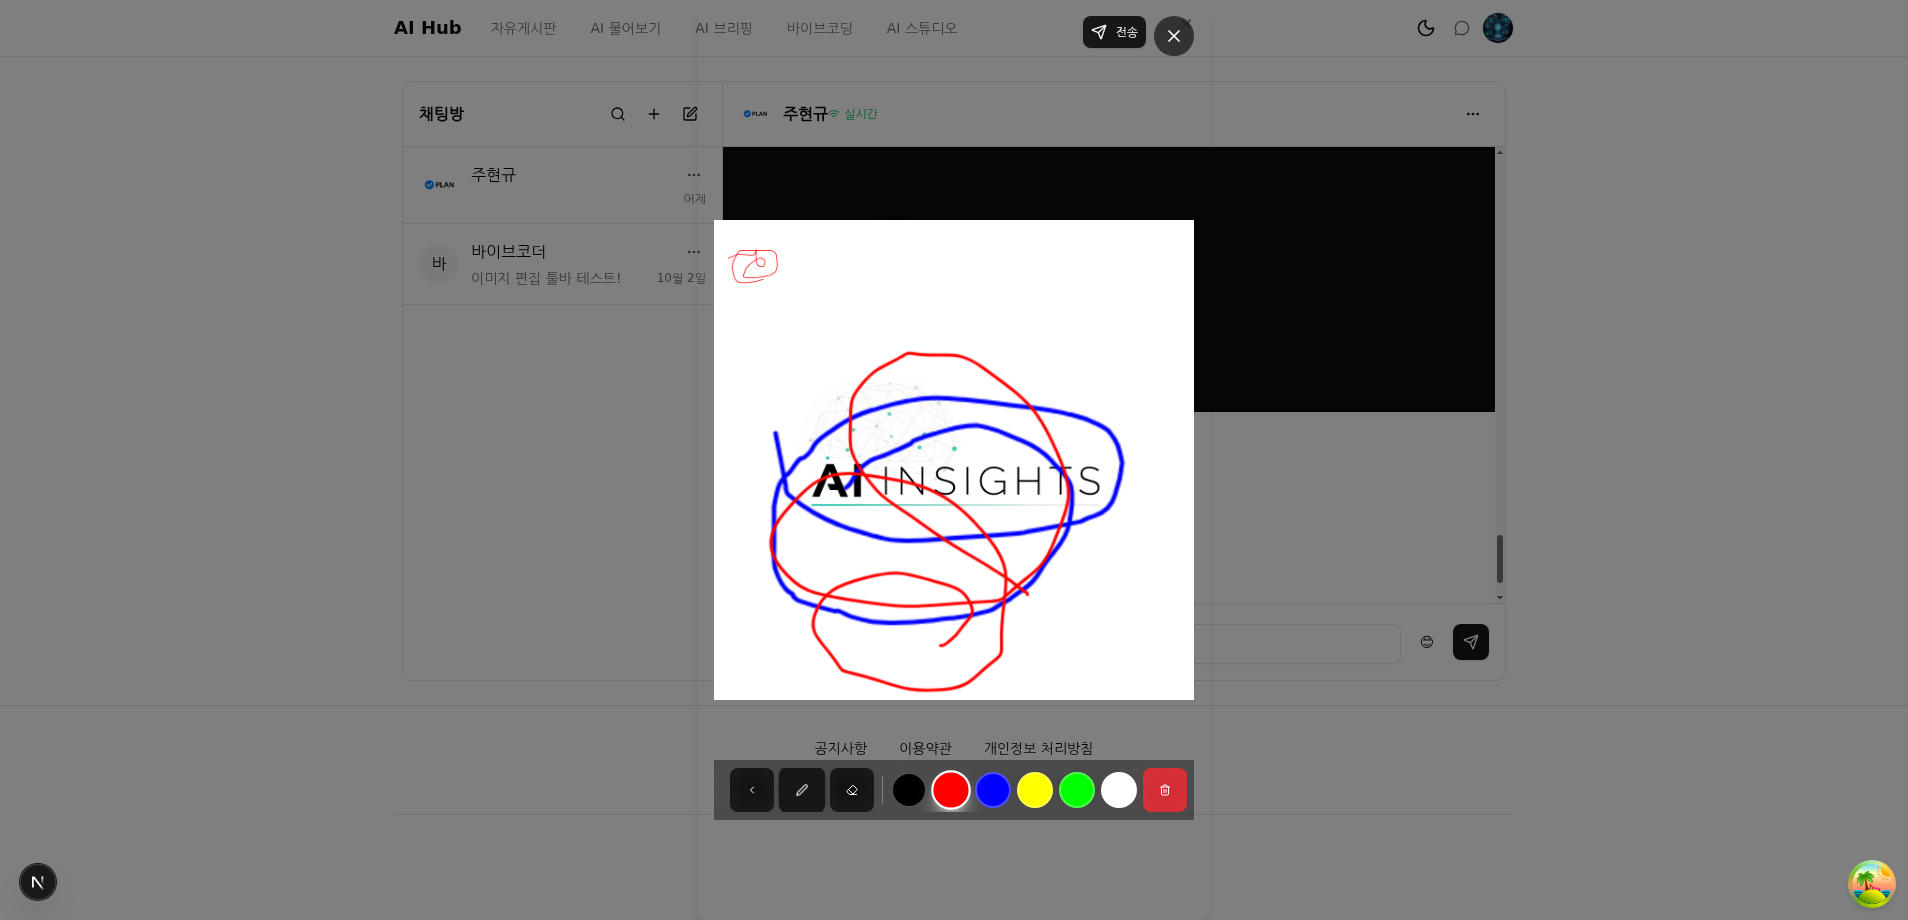 AI Hub 자유게시판 AI 물어보기 AI 브리핑 바이브코딩 AI 스튜디오 전송
채팅방
PLAN 주현규 실시간
PLAN 주현규
어제
바 바이브코더
이미지 편집 툴바 테스트! 10월 2일
AI INSIGHTS
공지사항 이용약관 개인정보 처리방침
N